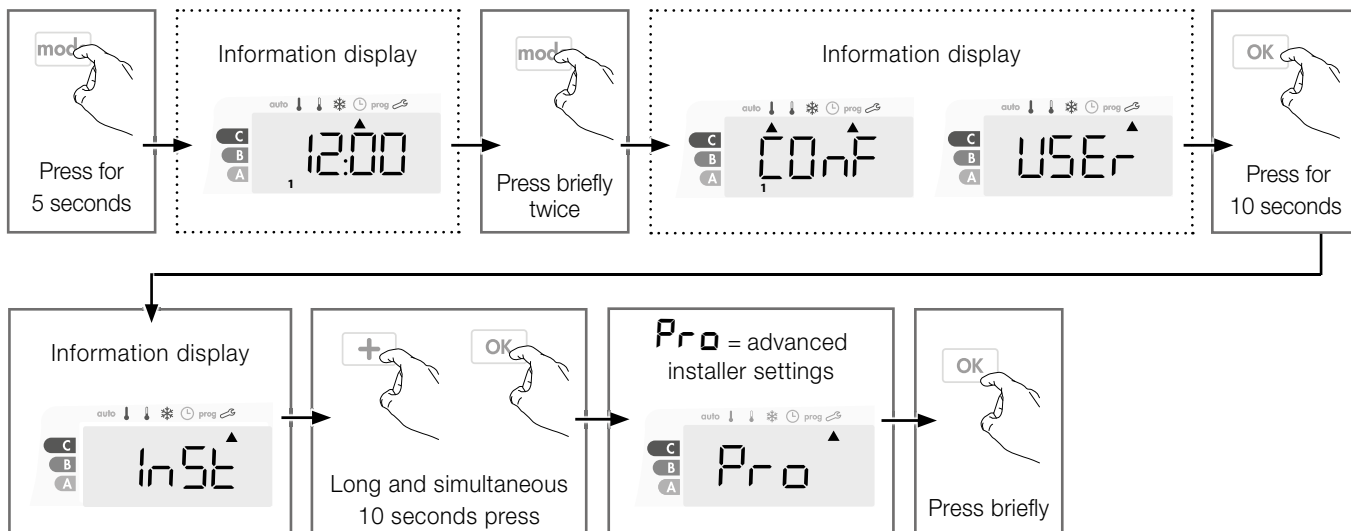 mod
Press for
5 seconds
Information display
auto prog
C
B
A
12:00
1
mod
Press briefly
twice
Information display
auto prog
C
B
A
COnF
1
auto prog
C
B
A
USEr
OK
Press for
10 seconds
Information display
auto prog
C
B
A
InSt
+
OK
Long and simultaneous
10 seconds press
Pro = advanced
installer settings
auto prog
C
B
A
Pro
OK
Press briefly